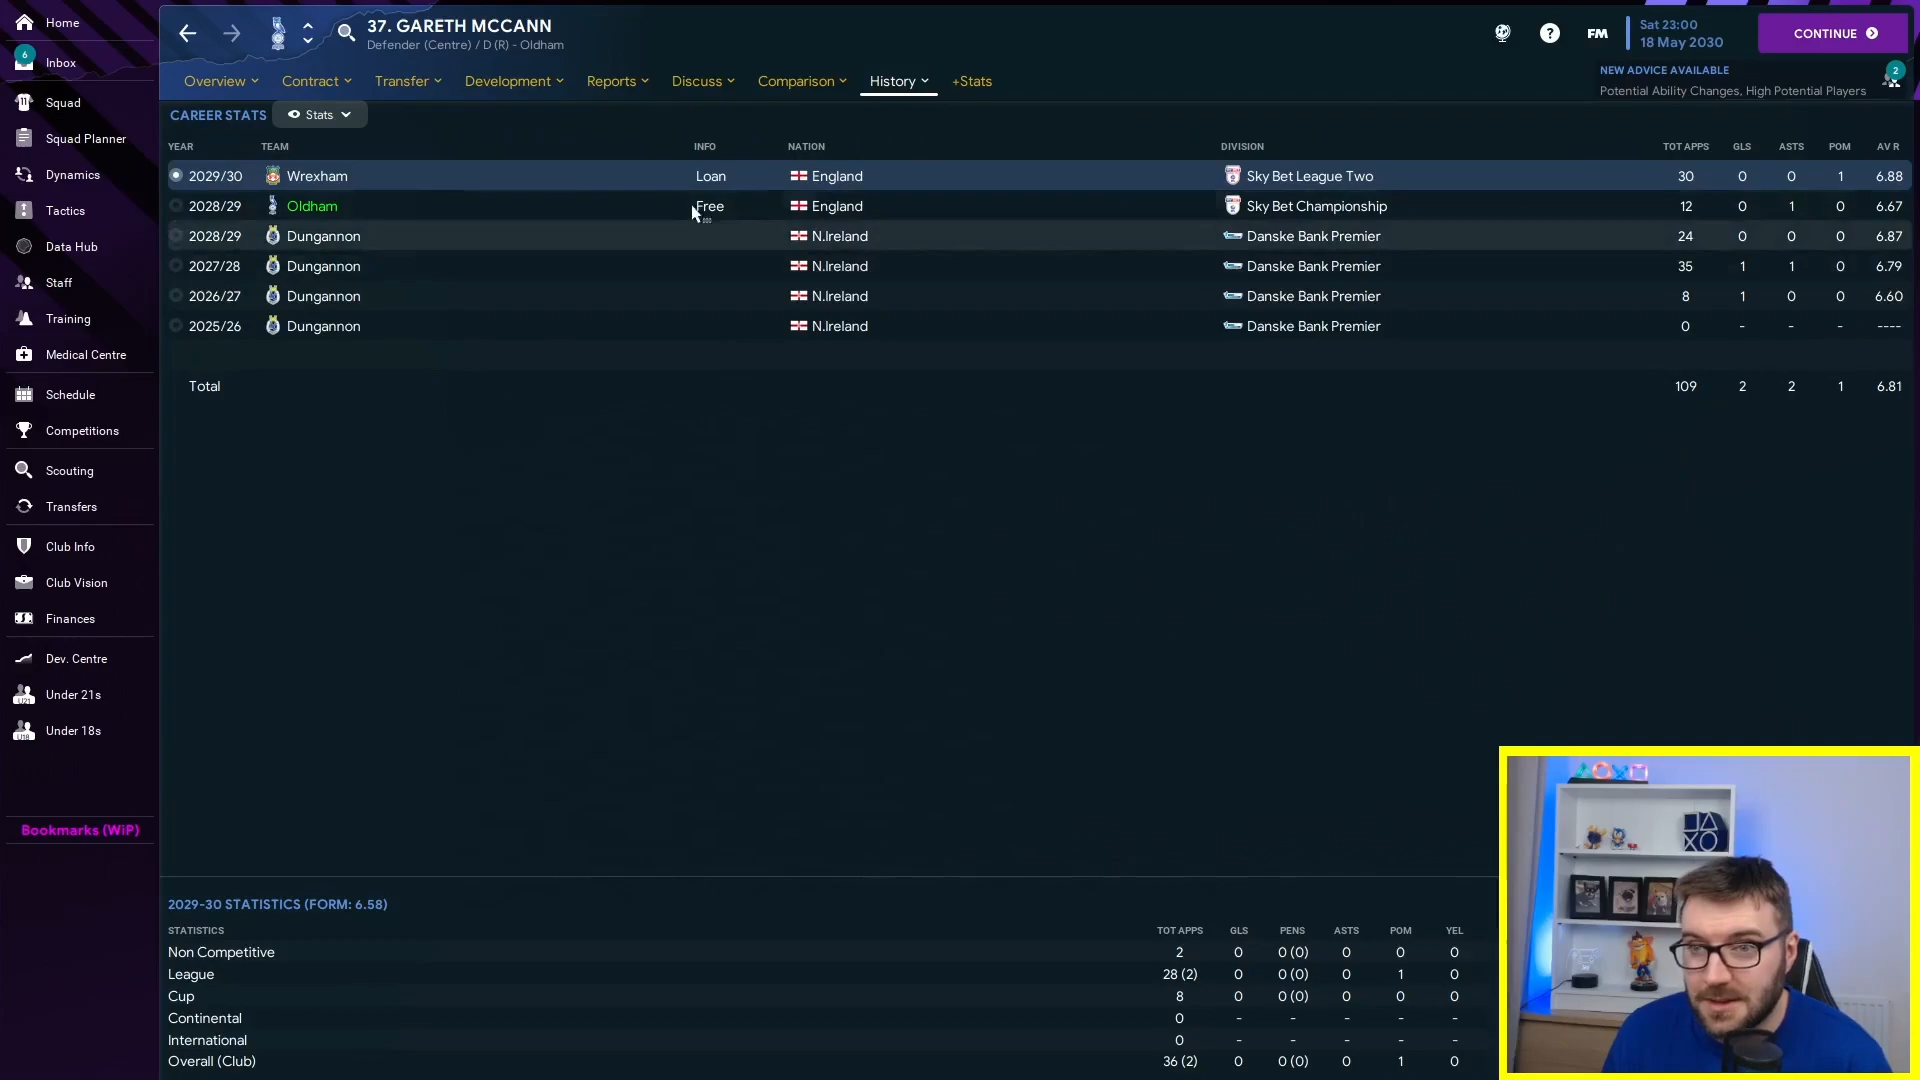 Home
6
Inbox
Squad
Squad Planner
Dynamics
Tactics
Data Hub
Staff
Training
Medical Centre
Schedule
Competitions
Scouting
Transfers
Club Info
Club Vision
Finances
Dev. Centre
Under 21s
Under 18s
Bookmarks (WiP)
37. GARETH MCCANN
Defender (Centre) / D (R) - Oldham
FM
Sat 23:00
18 May 2030
CONTINUE
NEW ADVICE AVAILABLE
2
Potential Ability Changes, High Potential Players
Overview Contract Transfer Development Reports Discuss Comparison History +Stats
CAREER STATS Stats
YEAR TEAM INFO NATION DIVISION TOT APPS GLS ASTS POM AV R
2029/30 Wrexham Loan England Sky Bet League Two 30 0 0 1 6.88
2028/29 Oldham Free England Sky Bet Championship 12 0 1 0 6.67
2028/29 Dungannon N.Ireland Danske Bank Premier 24 0 0 0 6.87
2027/28 Dungannon N.Ireland Danske Bank Premier 35 1 1 0 6.79
2026/27 Dungannon N.Ireland Danske Bank Premier 8 1 0 0 6.60
2025/26 Dungannon N.Ireland Danske Bank Premier 0 - - - ----
Total 109 2 2 1 6.81
2029-30 STATISTICS (FORM: 6.58)
STATISTICS TOT APPS GLS PENS ASTS POM YEL
Non Competitive 2 0 0 (0) 0 0 0
League 28 (2) 0 0 (0) 0 1 0
Cup 8 0 0 (0) 0 0 0
Continental 0 - - - - -
International 0 - - - - -
Overall (Club) 36 (2) 0 0 (0) 0 1 0